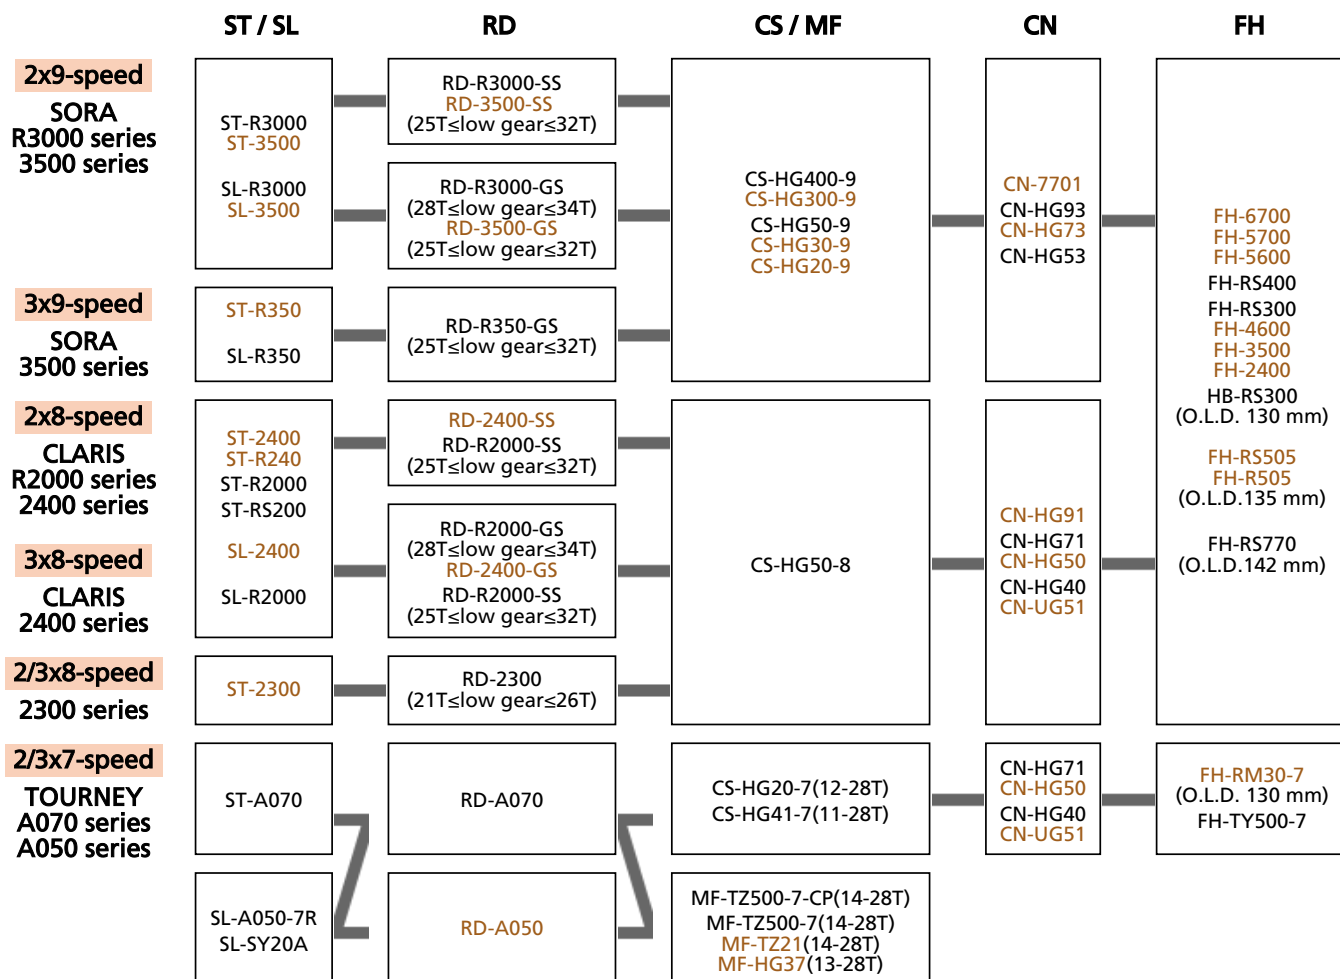 ST / SL
RD
CS / MF
CN
FH
2x9-speed
SORA
R3000 series
3500 series
ST-R3000
ST-3500
SL-R3000
SL-3500
RD-R3000-SS
RD-3500-SS
(25T≤low gear≤32T)
RD-R3000-GS
(28T≤low gear≤34T)
RD-3500-GS
(25T≤low gear≤32T)
3x9-speed
SORA
3500 series
ST-R350
SL-R350
RD-R350-GS
(25T≤low gear≤32T)
CS-HG400-9
CS-HG300-9
CS-HG50-9
CS-HG30-9
CS-HG20-9
CN-7701
CN-HG93
CN-HG73
CN-HG53
FH-6700
FH-5700
FH-5600
FH-RS400
FH-RS300
FH-4600
FH-3500
FH-2400
HB-RS300
(O.L.D. 130 mm)
FH-RS505
FH-R505
(O.L.D.135 mm)
FH-RS770
(O.L.D.142 mm)
2x8-speed
CLARIS
R2000 series
2400 series
3x8-speed
CLARIS
2400 series
ST-2400
ST-R240
ST-R2000
ST-RS200
SL-2400
SL-R2000
RD-2400-SS
RD-R2000-SS
(25T≤low gear≤32T)
RD-R2000-GS
(28T≤low gear≤34T)
RD-2400-GS
RD-R2000-SS
(25T≤low gear≤32T)
2/3x8-speed
2300 series
ST-2300
RD-2300
(21T≤low gear≤26T)
CS-HG50-8
CN-HG91
CN-HG71
CN-HG50
CN-HG40
CN-UG51
2/3x7-speed
TOURNEY
A070 series
A050 series
ST-A070
RD-A070
CS-HG20-7(12-28T)
CS-HG41-7(11-28T)
CN-HG71
CN-HG50
CN-HG40
CN-UG51
FH-RM30-7
(O.L.D. 130 mm)
FH-TY500-7
SL-A050-7R
SL-SY20A
RD-A050
MF-TZ500-7-CP(14-28T)
MF-TZ500-7(14-28T)
MF-TZ21(14-28T)
MF-HG37(13-28T)